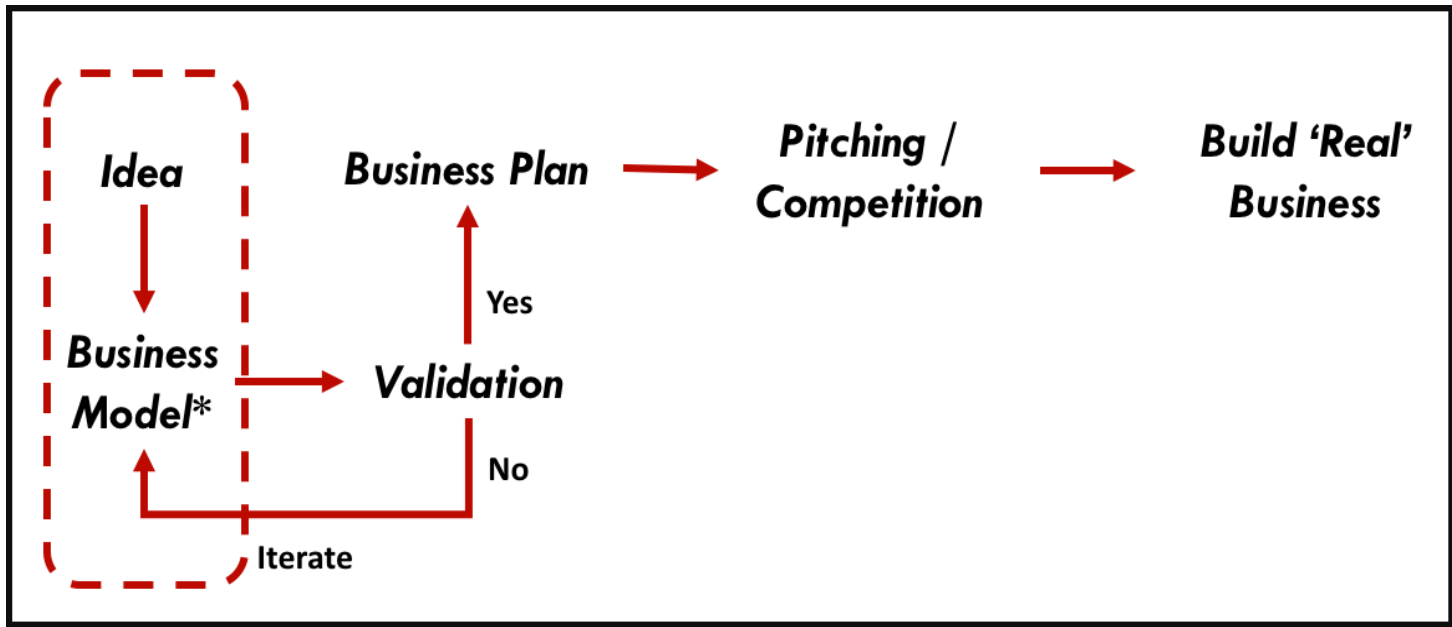 Idea
Business
Model*
Business Plan
Yes
Validation
No
Iterate
Pitching /
Competition
Build ‘Real’
Business